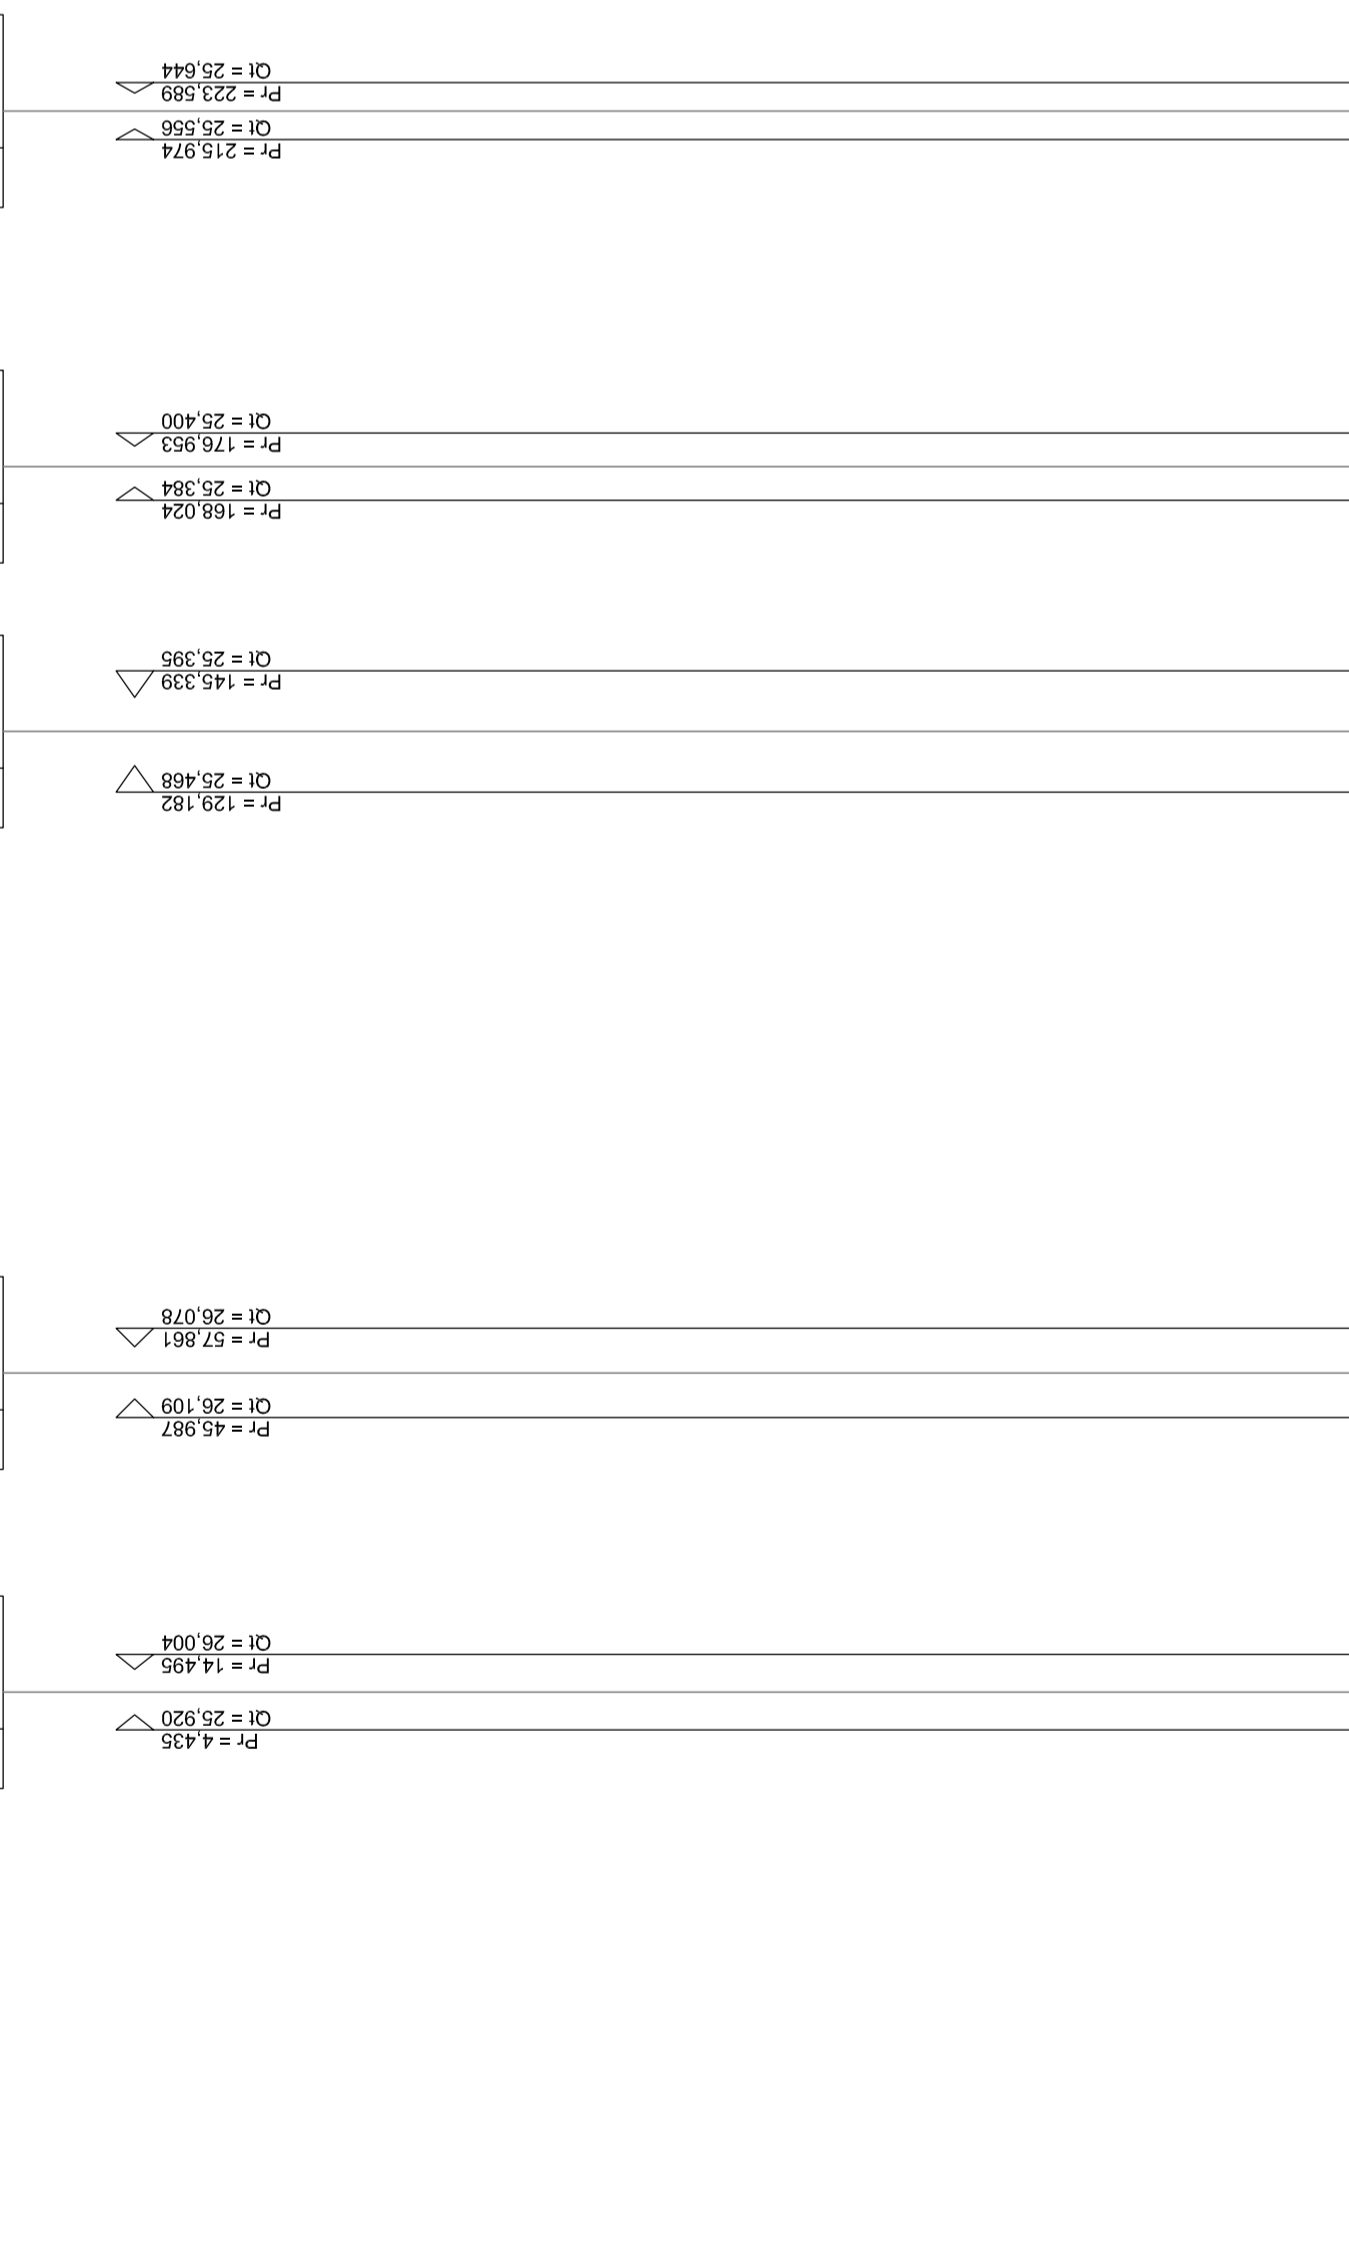 Pr = 4,435
Qt = 25,920
Pr = 14,495
Qt = 26,004
Pr = 45,987
Qt = 26,109
Pr = 57,861
Qt = 26,078
Pr = 129,182
Qt = 25,468
Pr = 145,339
Qt = 25,395
Pr = 168,024
Qt = 25,384
Pr = 176,953
Qt = 25,400
Pr = 215,974
Qt = 25,556
Pr = 223,589
Qt = 25,644